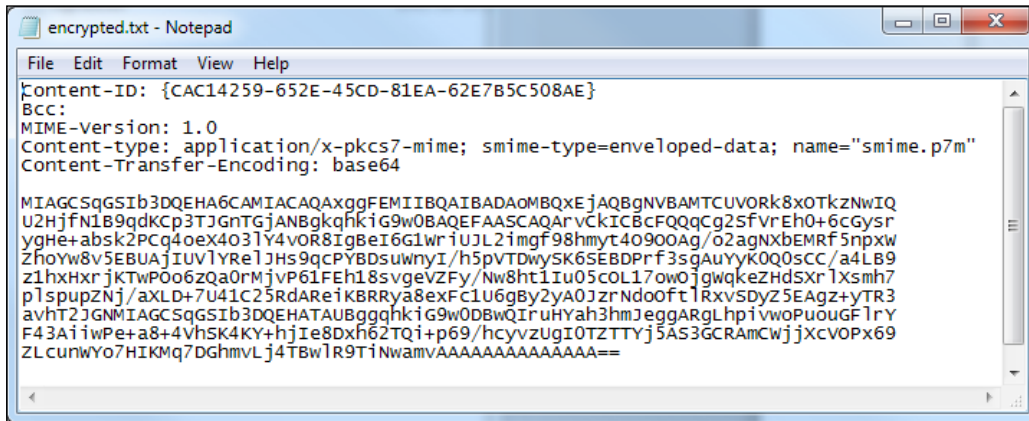 encrypted.txt - Notepad
File Edit Format View Help
Content-ID: {CAC14259-652E-45CD-81EA-62E7B5C508AE}
Bcc:
MIME-Version: 1.0
Content-type: application/x-pkcs7-mime; smime-type=enveloped-data; name="smime.p7m"
Content-Transfer-Encoding: base64
MIAGCSqGSIb3DQEHA6CAMIACAQAxggFEMIIBQAIBADAoMBQxEjAQBgNVBAMTCUVORk8xOTkzNwIQ
U2HjfN1B9qdKCp3TJGnTGjANBgkqhkiG9w0BAQEFAASCAQArvCkICBcFQQqCg2SfVrEh0+6cGysr
ygHe+absk2PCq4oeX4O3lY4vOR8IgBeI6G1WriUJL2imgf98hmyt4O9OOAg/o2agNXbEMRf5npxW
ZhoYw8v5EBUAjIUVlYRelJHs9qcPYBDsuWnyI/h5pVTDwySK6SEBDPrf3sgAuYyK0Q0sCC/a4LB9
z1hxHxrjKTwPOo6zQa0rMjvP61FEh18svgeVZFy/Nw8ht1Iu05cOL17owOjgWqkeZHdSXrlXsmh7
plspupZNj/aXLD+7U41C25RdAReiKBRRya8exFc1U6gBy2yA0JzrNdoOftlRxvSDyZ5EAgz+yTR3
avhT2JGNMIAGCSqGSIb3DQEHATAUBggqhkiG9w0DBwQIruHYah3hmJeggARgLhpivwoPuouGFlrY
F43AiiwPe+a8+4VhSK4KY+hjIe8Dxh62TQi+p69/hcyvzUgI0TZTTYj5AS3GCRAmCWjjXcVOPx69
ZLcunWYo7HIKMq7DGhmvLj4TBwlR9TiNwamvAAAAAAAAAAAAAA==